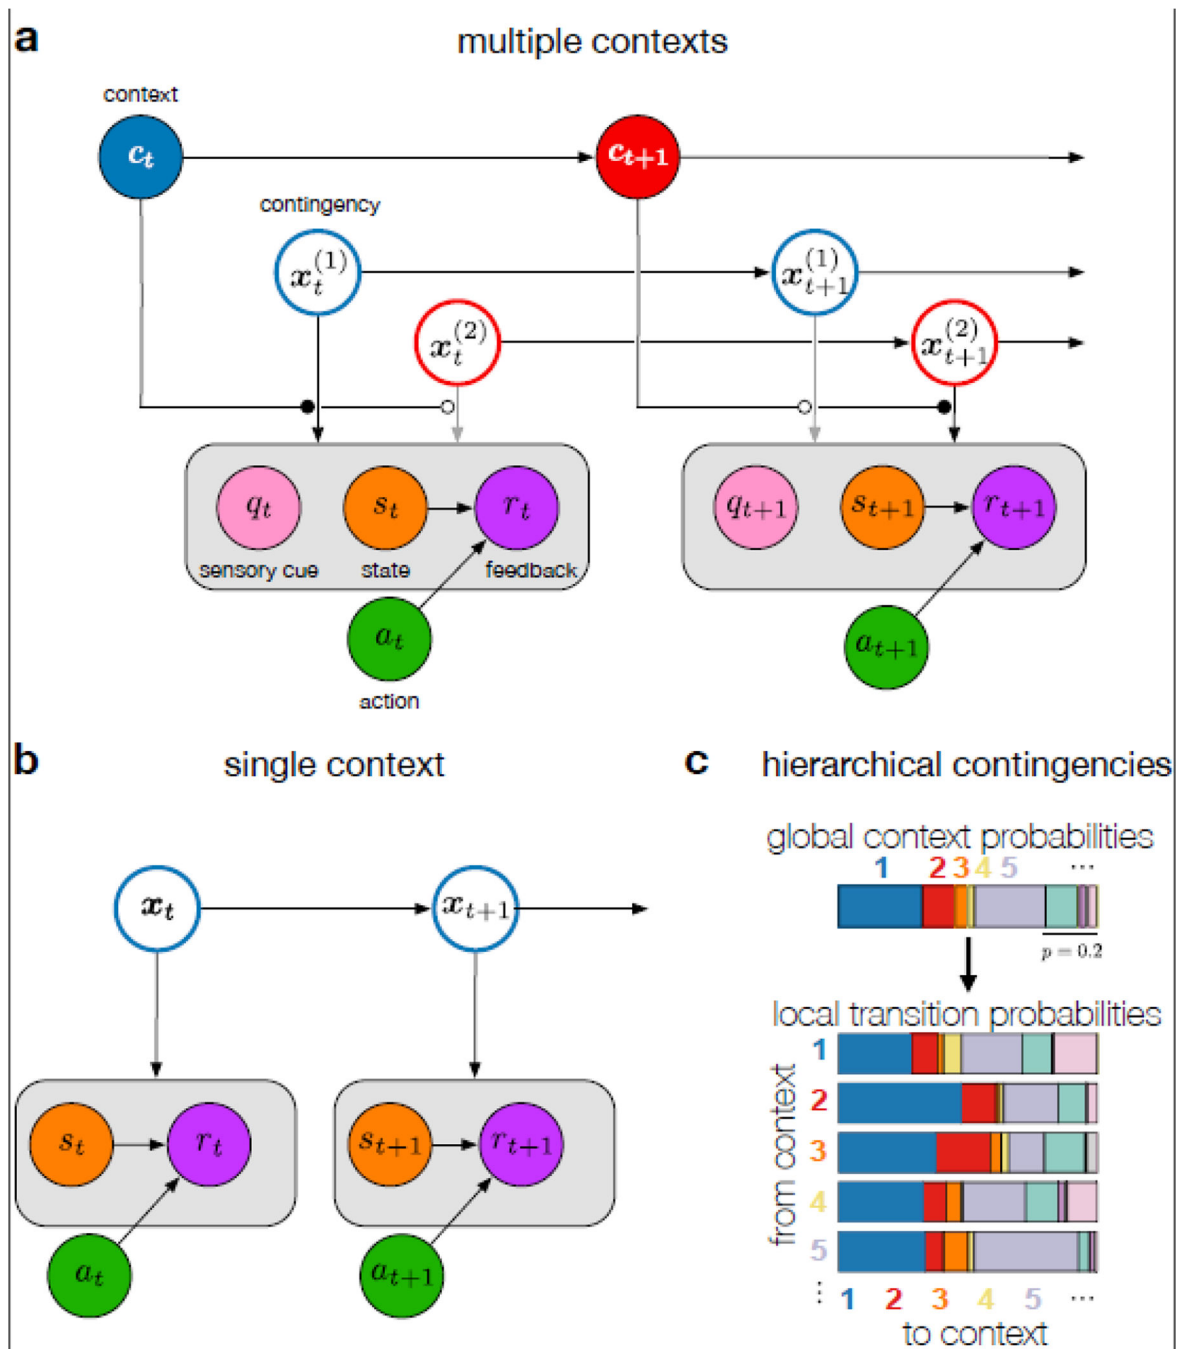 a
multiple contexts
context
c_t
c_{t+1}
contingency
x_t^{(1)}
x_{t+1}^{(1)}
x_t^{(2)}
x_{t+1}^{(2)}
q_t
s_t
r_t
q_{t+1}
s_{t+1}
r_{t+1}
sensory cue
state
feedback
a_t
a_{t+1}
action
b
single context
x_t
x_{t+1}
s_t
r_t
s_{t+1}
r_{t+1}
a_t
a_{t+1}
c
hierarchical contingencies
global context probabilities
1 2 3 4 5 ...
p = 0.2
local transition probabilities
from context
1
2
3
4
5
⋮
1 2 3 4 5 ...
to context